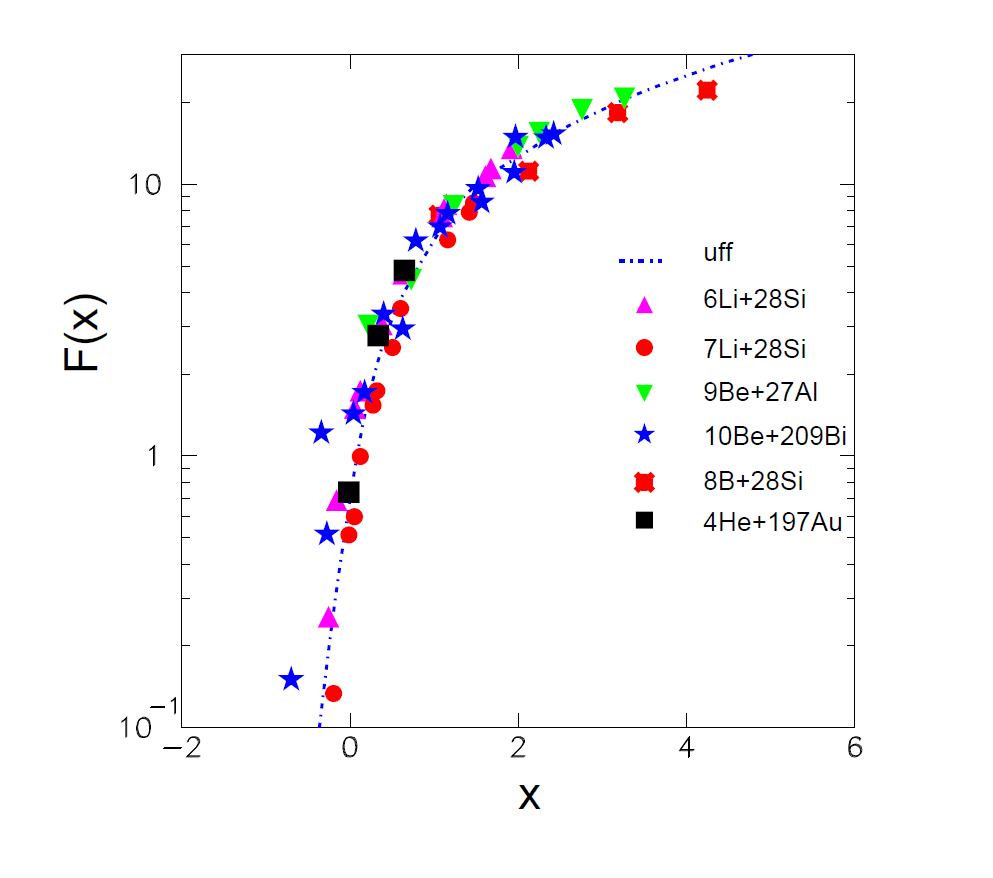 10
1
10−1
F(x)
−2 0 2 4 6
x
uff
6Li+28Si
7Li+28Si
9Be+27Al
10Be+209Bi
8B+28Si
4He+197Au